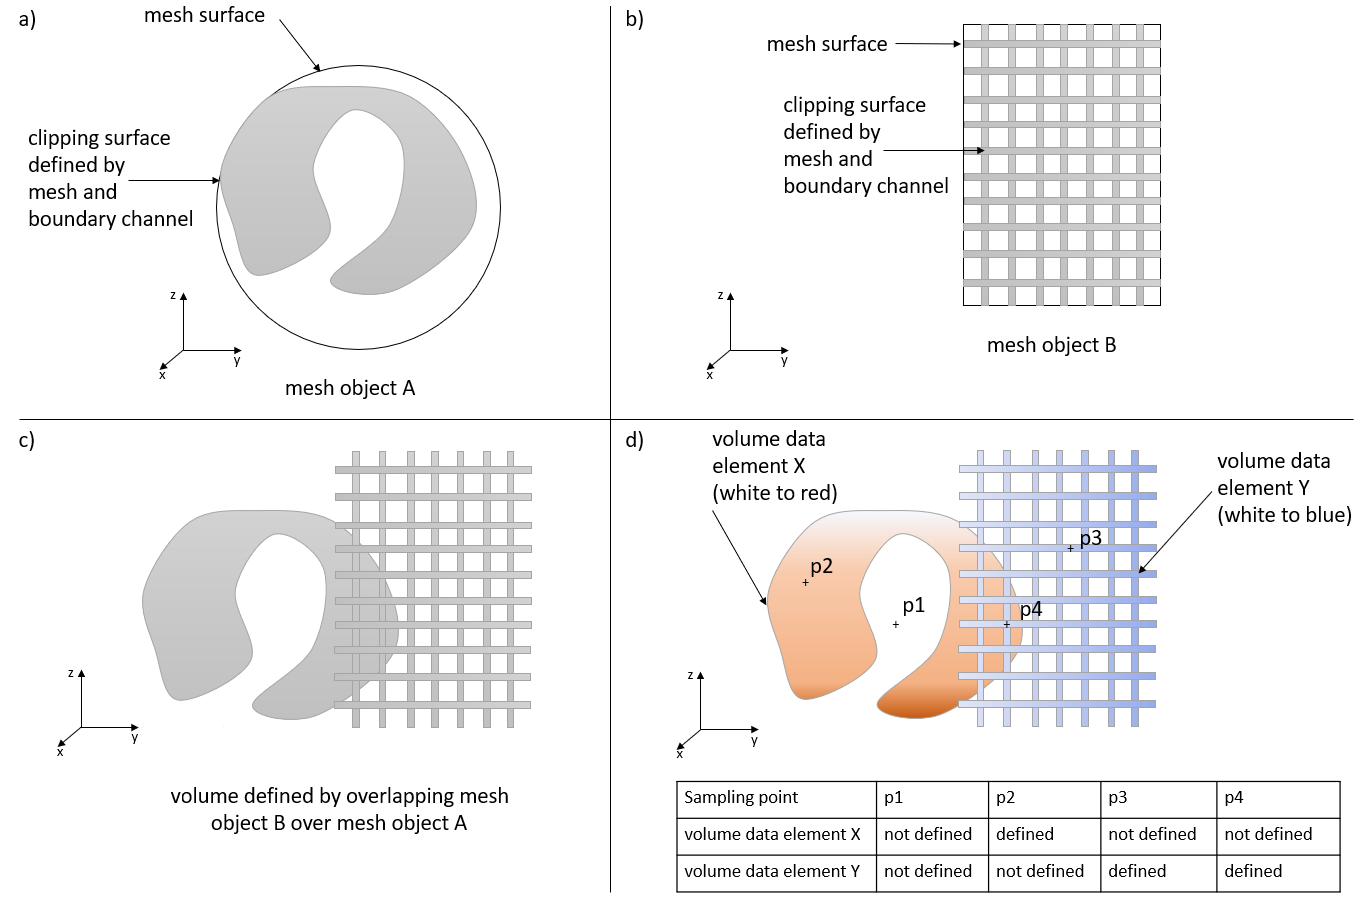 a)
mesh surface
clipping surface
defined by
mesh and
boundary channel
z
y
x
mesh object A
b)
mesh surface
clipping surface
defined by
mesh and
boundary channel
z
y
x
mesh object B
c)
z
y
x
volume defined by overlapping mesh
object B over mesh object A
d)
volume data
element X
(white to red)
volume data
element Y
(white to blue)
p3
p2
p1
p4
z
y
x
Sampling point p1 p2 p3 p4
volume data element X not defined defined not defined not defined
volume data element Y not defined not defined defined defined